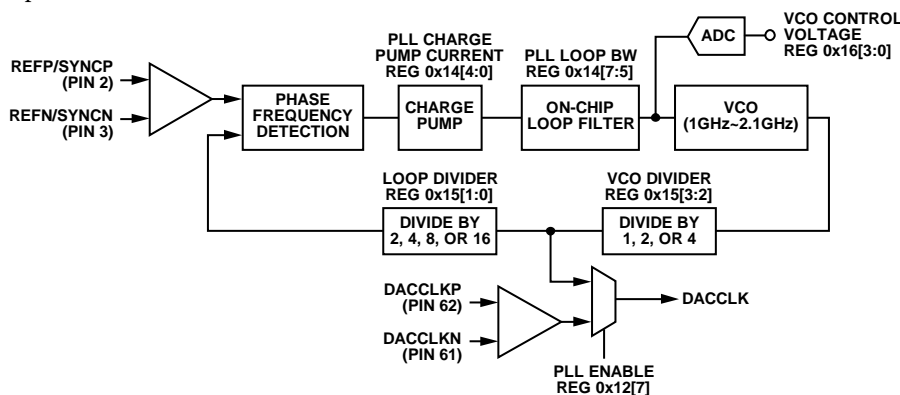 REFP/SYNCP
(PIN 2)
REFN/SYNCN
(PIN 3)
PHASE
FREQUENCY
DETECTION
PLL CHARGE
PUMP CURRENT
REG 0x14[4:0]
CHARGE
PUMP
PLL LOOP BW
REG 0x14[7:5]
ON-CHIP
LOOP FILTER
ADC
VCO CONTROL
VOLTAGE
REG 0x16[3:0]
VCO
(1GHz~2.1GHz)
LOOP DIVIDER
REG 0x15[1:0]
DIVIDE BY
2, 4, 8, OR 16
VCO DIVIDER
REG 0x15[3:2]
DIVIDE BY
1, 2, OR 4
DACCLKP
(PIN 62)
DACCLKN
(PIN 61)
DACCLK
PLL ENABLE
REG 0x12[7]